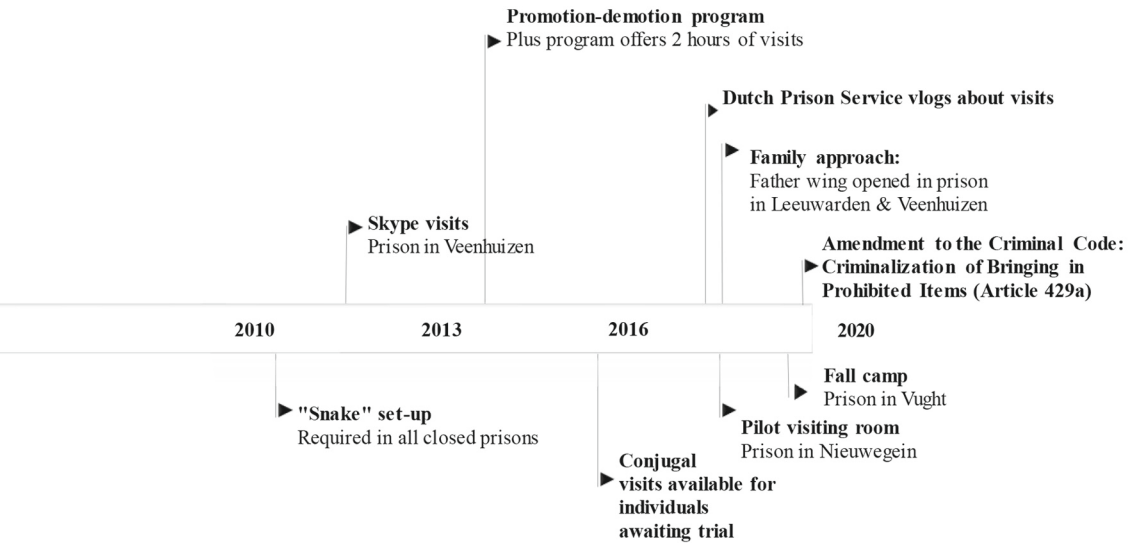 Promotion-demotion program
Plus program offers 2 hours of visits
Dutch Prison Service vlogs about visits
Family approach:
Father wing opened in prison
in Leeuwarden & Veenhuizen
Skype visits
Prison in Veenhuizen
Amendment to the Criminal Code:
Criminalization of Bringing in
Prohibited Items (Article 429a)
2010
2013
2016
2020
"Snake" set-up
Required in all closed prisons
Fall camp
Prison in Vught
Pilot visiting room
Prison in Nieuwegein
Conjugal
visits available for
individuals
awaiting trial